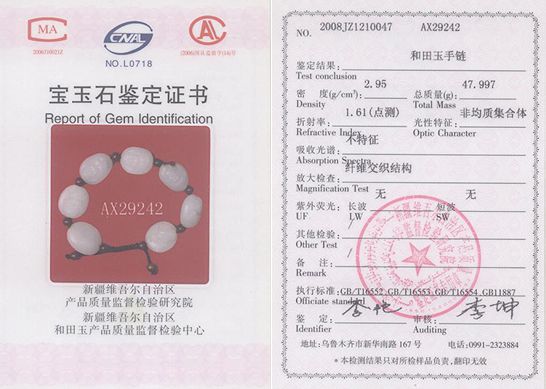 MA
2006310021Z
CNAL
NO.L0718
AL
宝玉石鉴定证书
Report of Gem Identification
AX29242
新疆维吾尔自治区
产品质量监督检验研究院
新疆维吾尔自治区
和田玉产品质量监督检验中心
NO. 2008JZ1210047 AX29242
鉴定结果: 和田玉手链
Test conclusion
密 度(g/cm³): 2.95 总质量(g): 47.997
Density Total Mass
折射率: 1.61(点测) 光性特征: 非均质集合体
Refractive Index Optic Character
吸收光谱: 不特征
Absorption Spectra
放大检查: 纤维交织结构
Magnification Test
紫外荧光: 长波 无 短波 无
UF LW SW
其他检验: /
Other Test
备 注: /
Remark
执行标准:GB/T16552、GB/T16553、GB/T16554、GB11887
Officiate standard
鉴 定: 审核: 李坤
Identifier Auditing
地址:乌鲁木齐市新华南路 167 号 电话:0991-2323884
*本检测结果只对所检样品负责,翻印无效